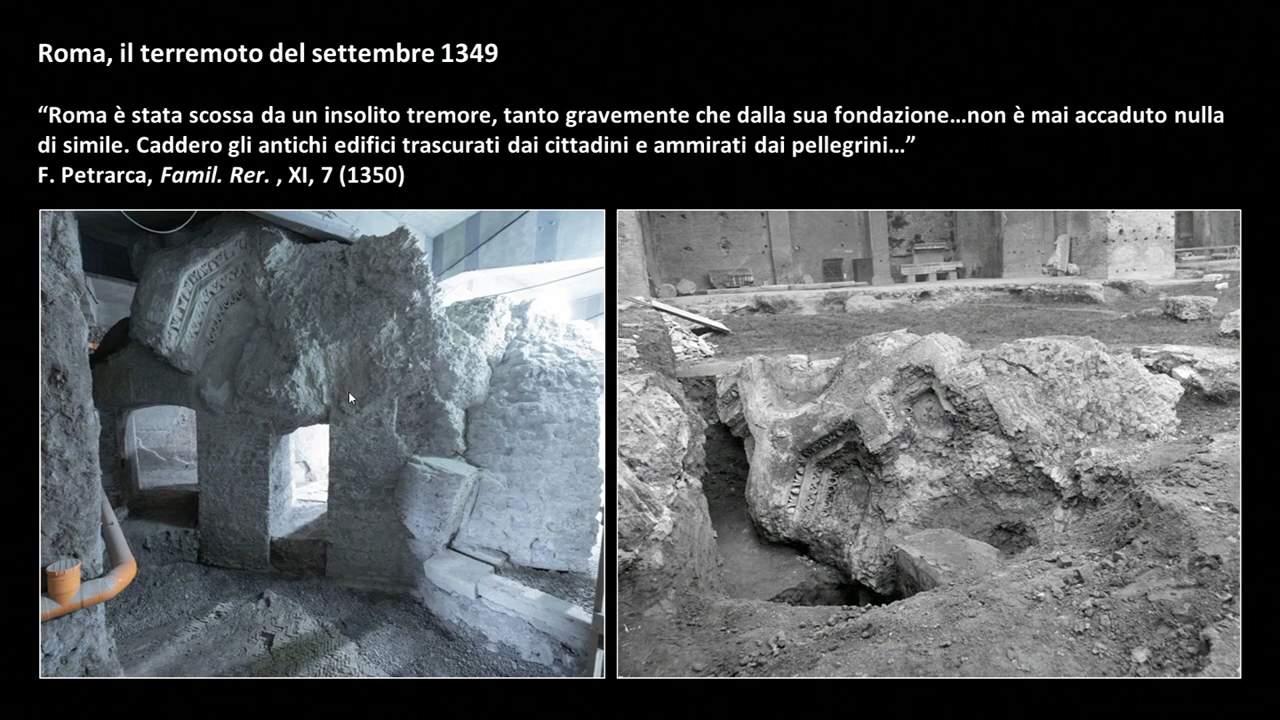 Roma, il terremoto del settembre 1349
“Roma è stata scossa da un insolito tremore, tanto gravemente che dalla sua fondazione…non è mai accaduto nulla
di simile. Caddero gli antichi edifici trascurati dai cittadini e ammirati dai pellegrini…”
F. Petrarca, Famil. Rer. , XI, 7 (1350)